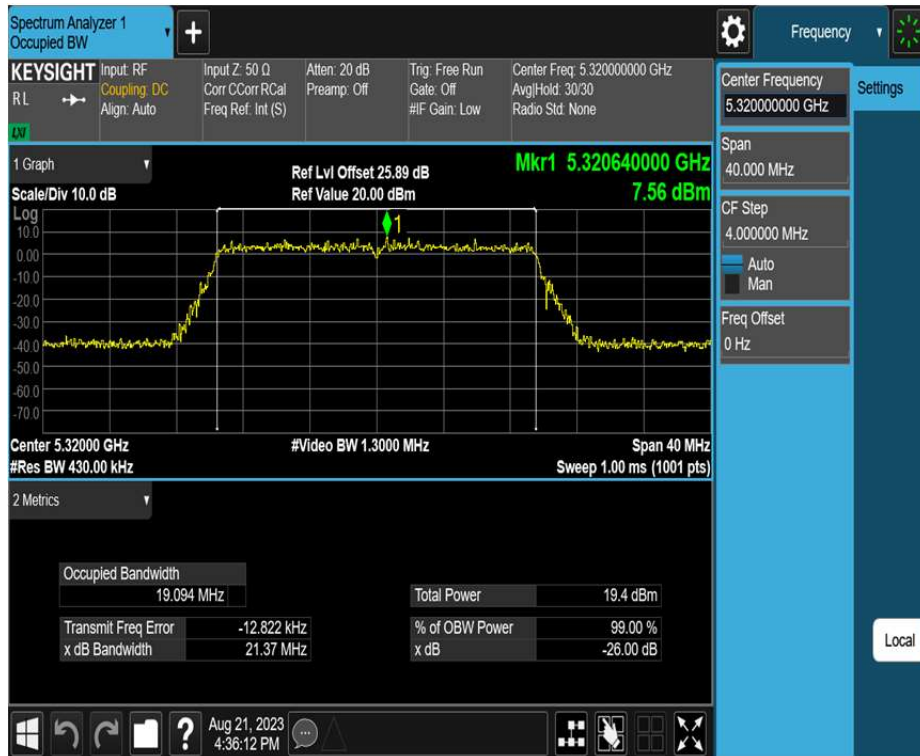 Spectrum Analyzer 1
Occupied BW
+
Frequency
KEYSIGHT
R L
LXI
Input: RF
Coupling: DC
Align: Auto
Input Z: 50 Ω
Corr CCorr RCal
Freq Ref: Int (S)
Atten: 20 dB
Preamp: Off
Trig: Free Run
Gate: Off
#IF Gain: Low
Center Freq: 5.320000000 GHz
Avg|Hold: 30/30
Radio Std: None
Center Frequency
5.320000000 GHz
Settings
Span
40.000 MHz
CF Step
4.000000 MHz
Auto
Man
Freq Offset
0 Hz
1 Graph
Scale/Div 10.0 dB
Ref Lvl Offset 25.89 dB
Ref Value 20.00 dBm
Mkr1 5.320640000 GHz
7.56 dBm
Log
10.0
0.00
-10.0
-20.0
-30.0
-40.0
-50.0
-60.0
-70.0
1
Center 5.32000 GHz
#Res BW 430.00 kHz
#Video BW 1.3000 MHz
Span 40 MHz
Sweep 1.00 ms (1001 pts)
2 Metrics
Occupied Bandwidth
19.094 MHz
Total Power 19.4 dBm
Transmit Freq Error -12.822 kHz
% of OBW Power 99.00 %
x dB Bandwidth 21.37 MHz
x dB -26.00 dB
Local
?
Aug 21, 2023
4:36:12 PM